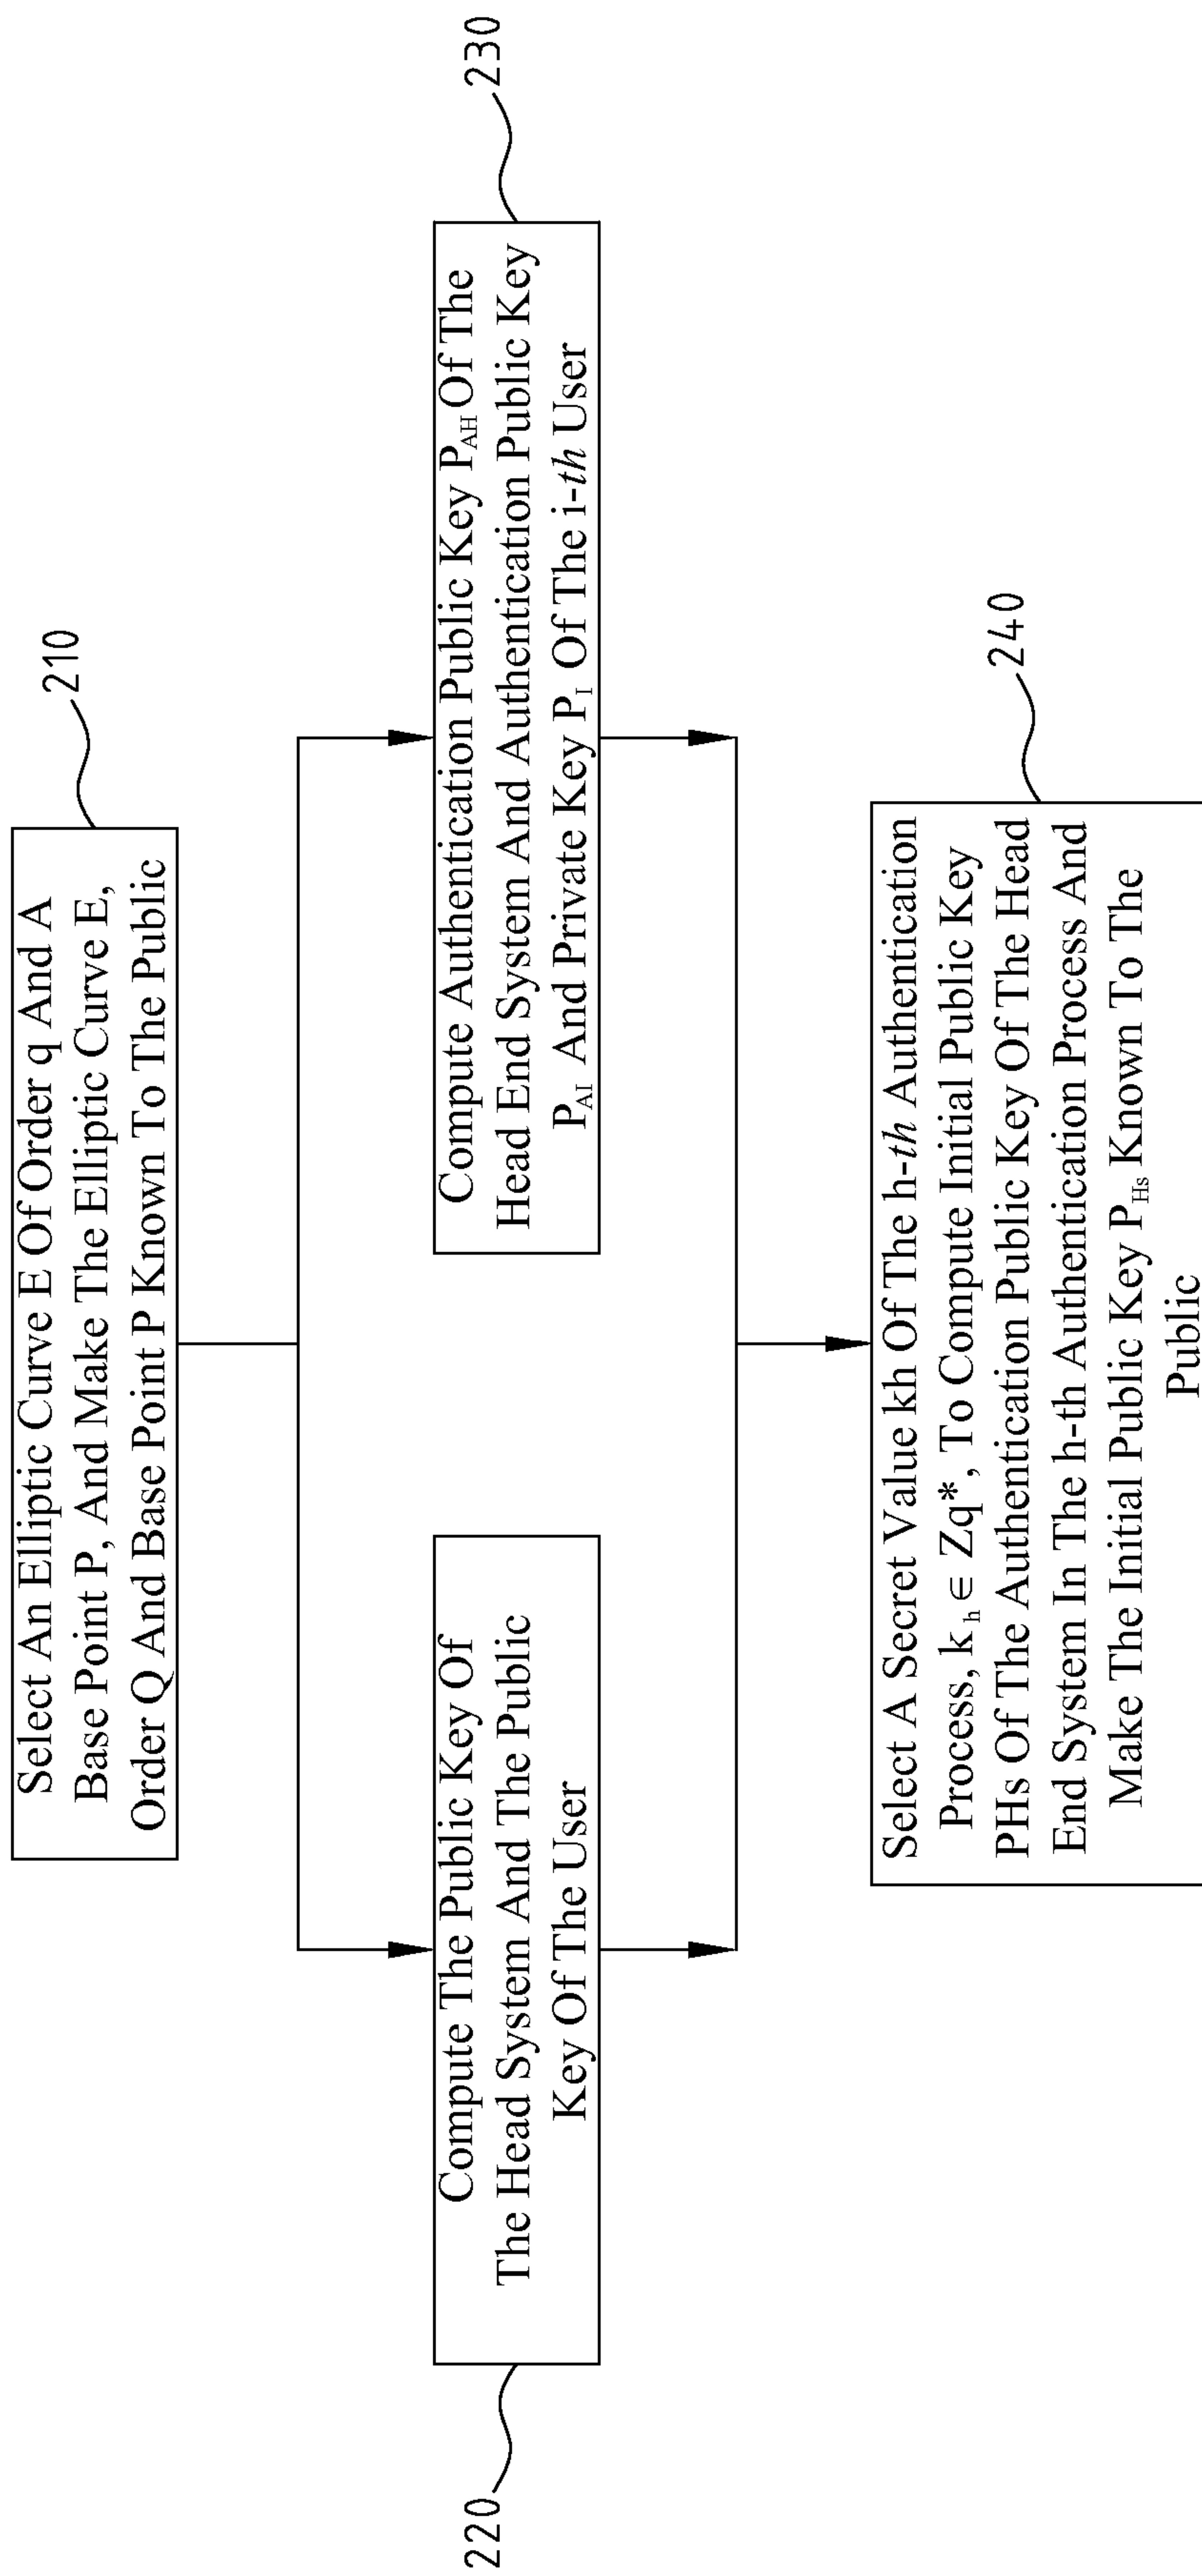 210
Select An Elliptic Curve E Of Order q And A
Base Point P, And Make The Elliptic Curve E,
Order Q And Base Point P Known To The Public
220
Compute The Public Key Of
The Head System And The Public
Key Of The User
230
Compute Authentication Public Key P_AH Of The
Head End System And Authentication Public Key
P_AI And Private Key P_I Of The i-th User
240
Select A Secret Value kh Of The h-th Authentication
Process, k_h ∈ Zq*, To Compute Initial Public Key
PHs Of The Authentication Public Key Of The Head
End System In The h-th Authentication Process And
Make The Initial Public Key P_Hs Known To The
Public